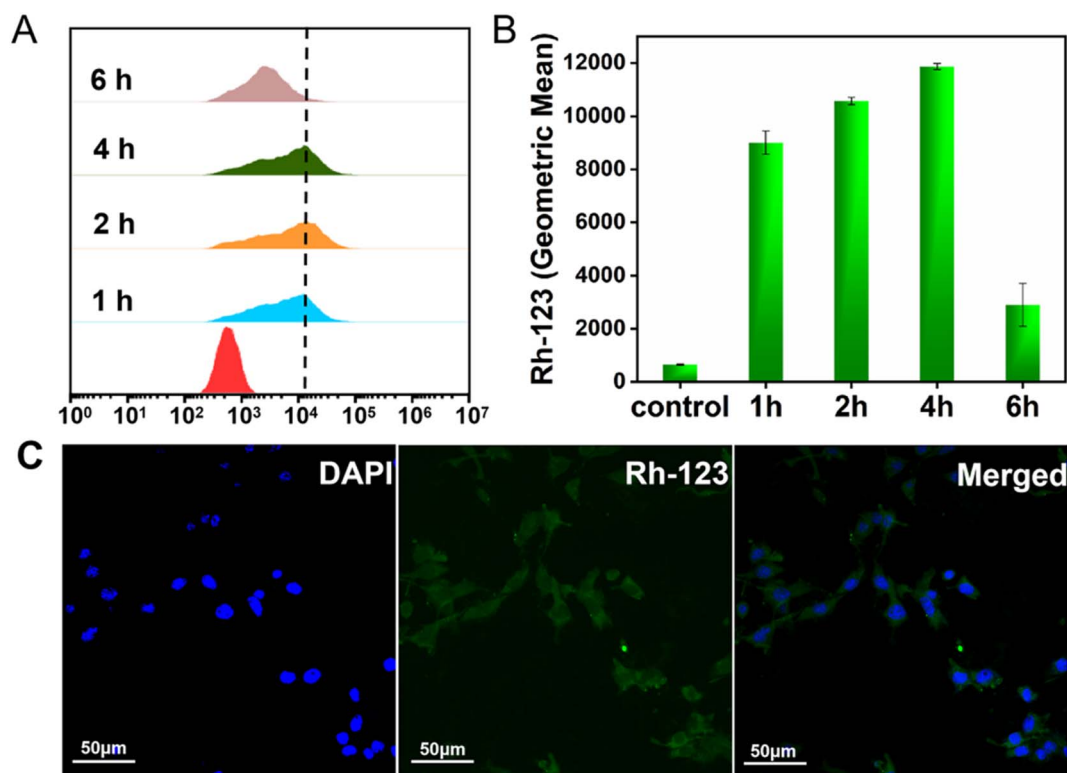 A
6 h
4 h
2 h
1 h
10⁰ 10¹ 10² 10³ 10⁴ 10⁵ 10⁶ 10⁷
B
Rh-123 (Geometric Mean)
12000
10000
8000
6000
4000
2000
0
control 1h 2h 4h 6h
C
DAPI
50μm
Rh-123
50μm
Merged
50μm